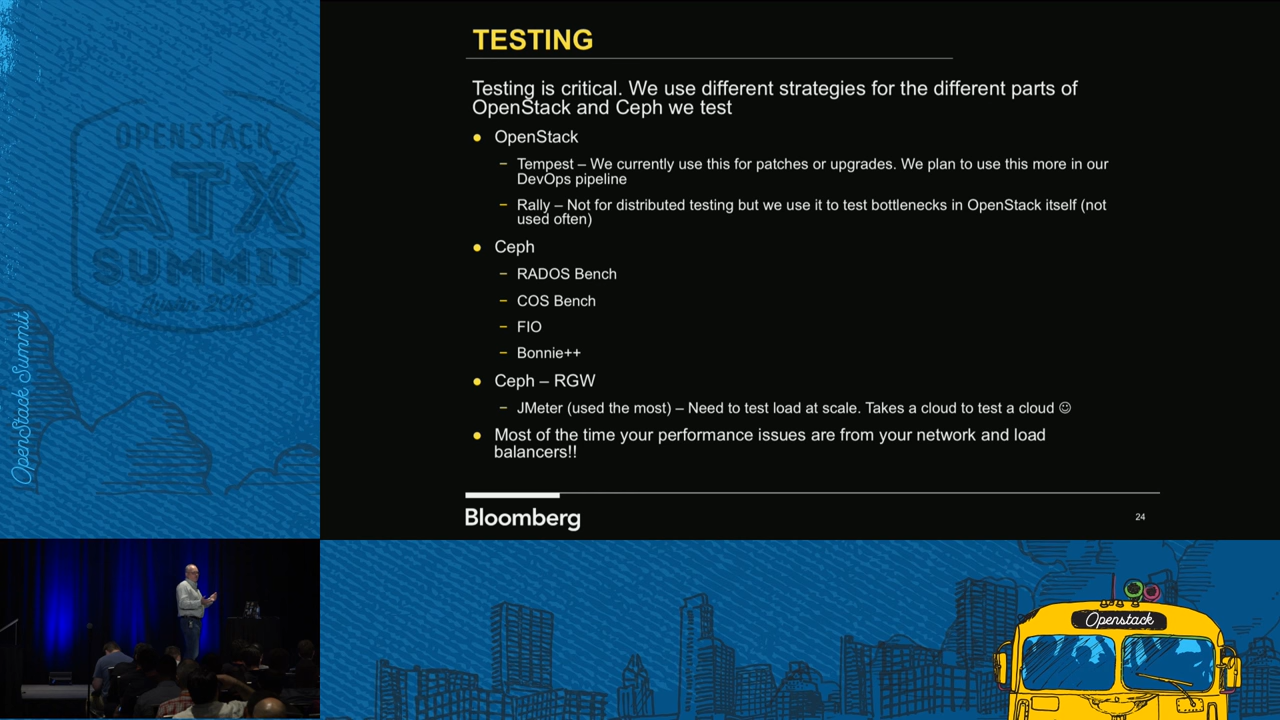 OPENSTACK
ATX
SUMMIT
Austin 2016
OpenStack Summit
TESTING
Testing is critical. We use different strategies for the different parts of
OpenStack and Ceph we test
● OpenStack
– Tempest – We currently use this for patches or upgrades. We plan to use this more in our
DevOps pipeline
– Rally – Not for distributed testing but we use it to test bottlenecks in OpenStack itself (not
used often)
● Ceph
– RADOS Bench
– COS Bench
– FIO
– Bonnie++
● Ceph – RGW
– JMeter (used the most) – Need to test load at scale. Takes a cloud to test a cloud ☺
● Most of the time your performance issues are from your network and load
balancers!!
Bloomberg
24
Openstack